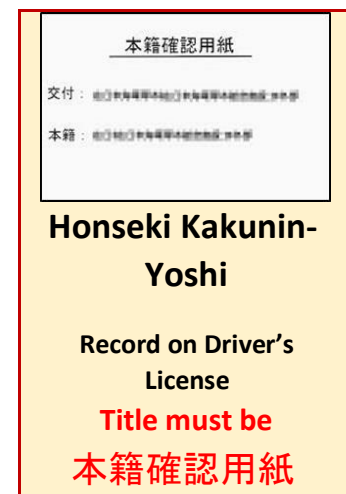 本籍確認用紙
交付：
本籍：
Honseki Kakunin-
Yoshi
Record on Driver’s
License
Title must be
本籍確認用紙